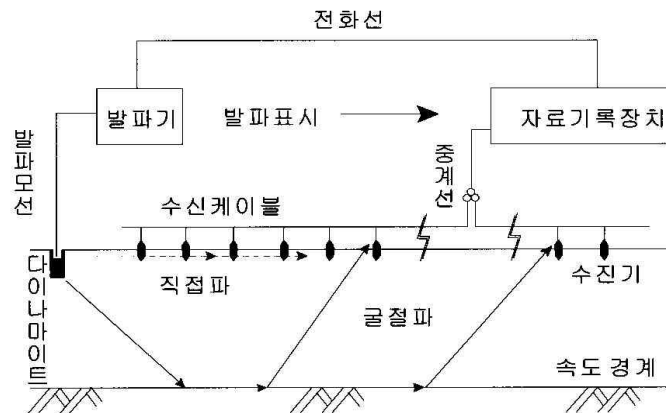 전화선
발파기
발파표시
자료기록장치
발파모선
중계선
수신케이블
다이나마이트
직접파
수진기
굴절파
속도 경계